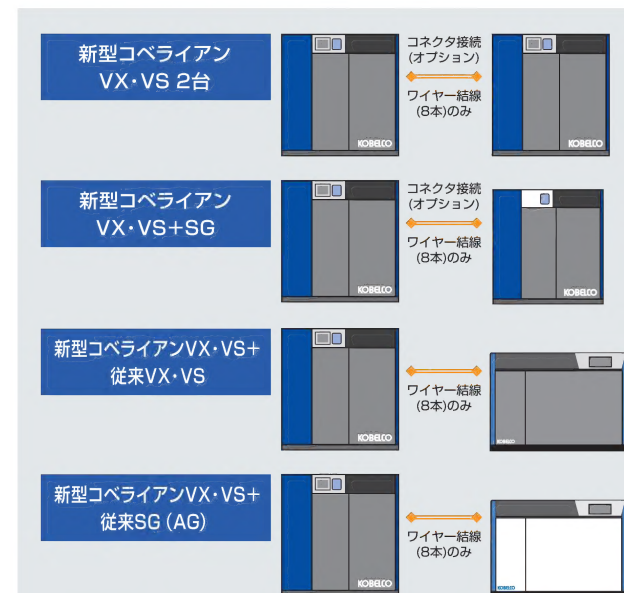 新型コベライアン
VX・VS 2台
コネクタ接続
(オプション)
ワイヤー結線
(8本)のみ
KOBELCO
KOBELCO
新型コベライアン
VX・VS+SG
コネクタ接続
(オプション)
ワイヤー結線
(8本)のみ
KOBELCO
KOBELCO
新型コベライアンVX・VS+
従来VX・VS
ワイヤー結線
(8本)のみ
KOBELCO
KOBELCO
新型コベライアンVX・VS+
従来SG(AG)
ワイヤー結線
(8本)のみ
KOBELCO
KOBELCO